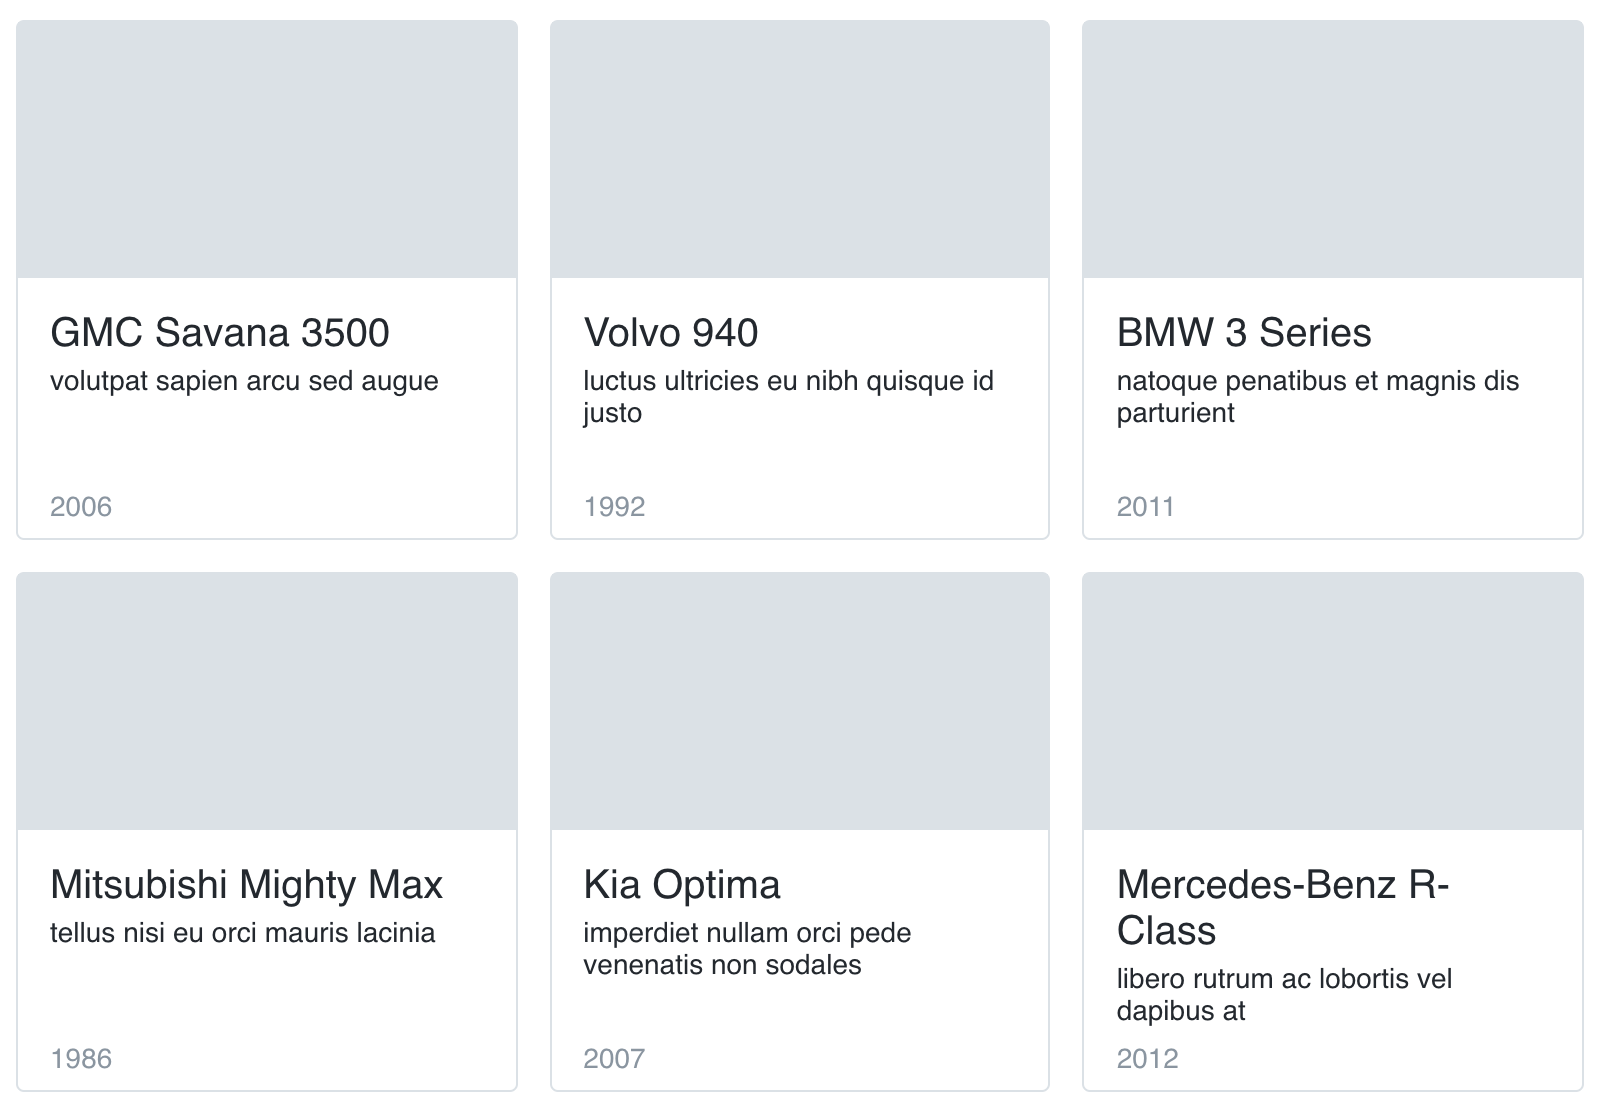 GMC Savana 3500
volutpat sapien arcu sed augue
2006
Volvo 940
luctus ultricies eu nibh quisque id
justo
1992
BMW 3 Series
natoque penatibus et magnis dis
parturient
2011
Mitsubishi Mighty Max
tellus nisi eu orci mauris lacinia
1986
Kia Optima
imperdiet nullam orci pede
venenatis non sodales
2007
Mercedes-Benz R-
Class
libero rutrum ac lobortis vel
dapibus at
2012